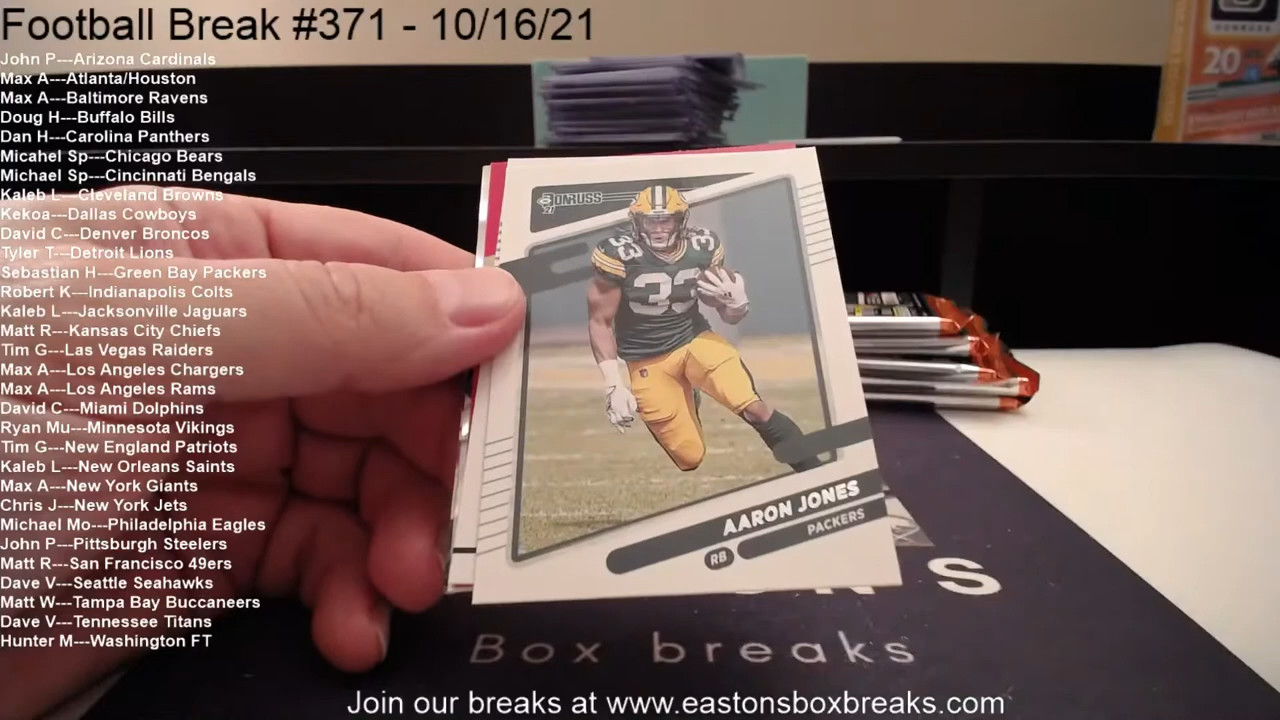 Football Break #371 - 10/16/21
John P---Arizona Cardinals
Max A---Atlanta/Houston
Max A---Baltimore Ravens
Doug H---Buffalo Bills
Dan H---Carolina Panthers
Micahel Sp---Chicago Bears
Michael Sp---Cincinnati Bengals
Kaleb L---Cleveland Browns
Kekoa---Dallas Cowboys
David C---Denver Broncos
Tyler T---Detroit Lions
Sebastian H---Green Bay Packers
Robert K---Indianapolis Colts
Kaleb L---Jacksonville Jaguars
Matt R---Kansas City Chiefs
Tim G---Las Vegas Raiders
Max A---Los Angeles Chargers
Max A---Los Angeles Rams
David C---Miami Dolphins
Ryan Mu---Minnesota Vikings
Tim G---New England Patriots
Kaleb L---New Orleans Saints
Max A---New York Giants
Chris J---New York Jets
Michael Mo---Philadelphia Eagles
John P---Pittsburgh Steelers
Matt R---San Francisco 49ers
Dave V---Seattle Seahawks
Matt W---Tampa Bay Buccaneers
Dave V---Tennessee Titans
Hunter M---Washington FT
20
DONRUSS
21
33
33
33
AARON JONES
PACKERS
RB
Box breaks
Join our breaks at www.eastonsboxbreaks.com